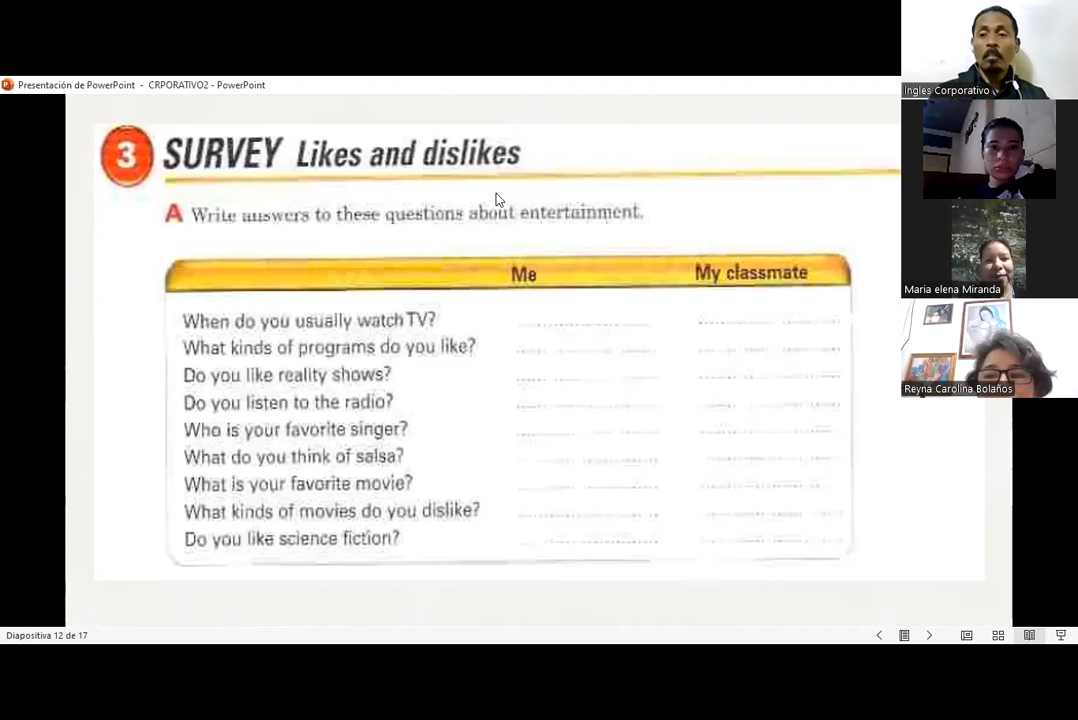 Presentación de PowerPoint - CRPORATIVO2 - PowerPoint
Ingles Corporativo
3 SURVEY Likes and dislikes
A Write answers to these questions about entertainment.
Me My classmate
When do you usually watch TV?
What kinds of programs do you like?
Do you like reality shows?
Do you listen to the radio?
Who is your favorite singer?
What do you think of salsa?
What is your favorite movie?
What kinds of movies do you dislike?
Do you like science fiction?
Maria elena Miranda
Reyna Carolina Bolaños
Diapositiva 12 de 17